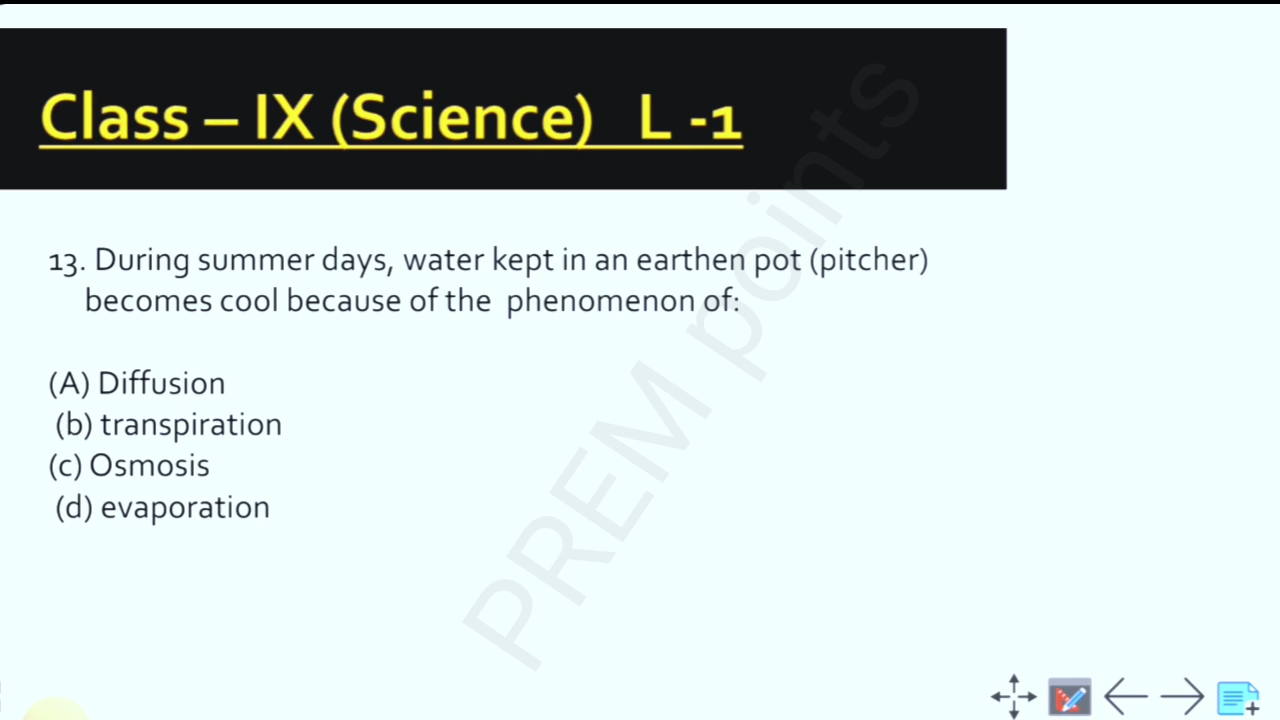 Class – IX (Science) L -1
13. During summer days, water kept in an earthen pot (pitcher)
becomes cool because of the phenomenon of:
(A) Diffusion
(b) transpiration
(c) Osmosis
(d) evaporation
PREM points